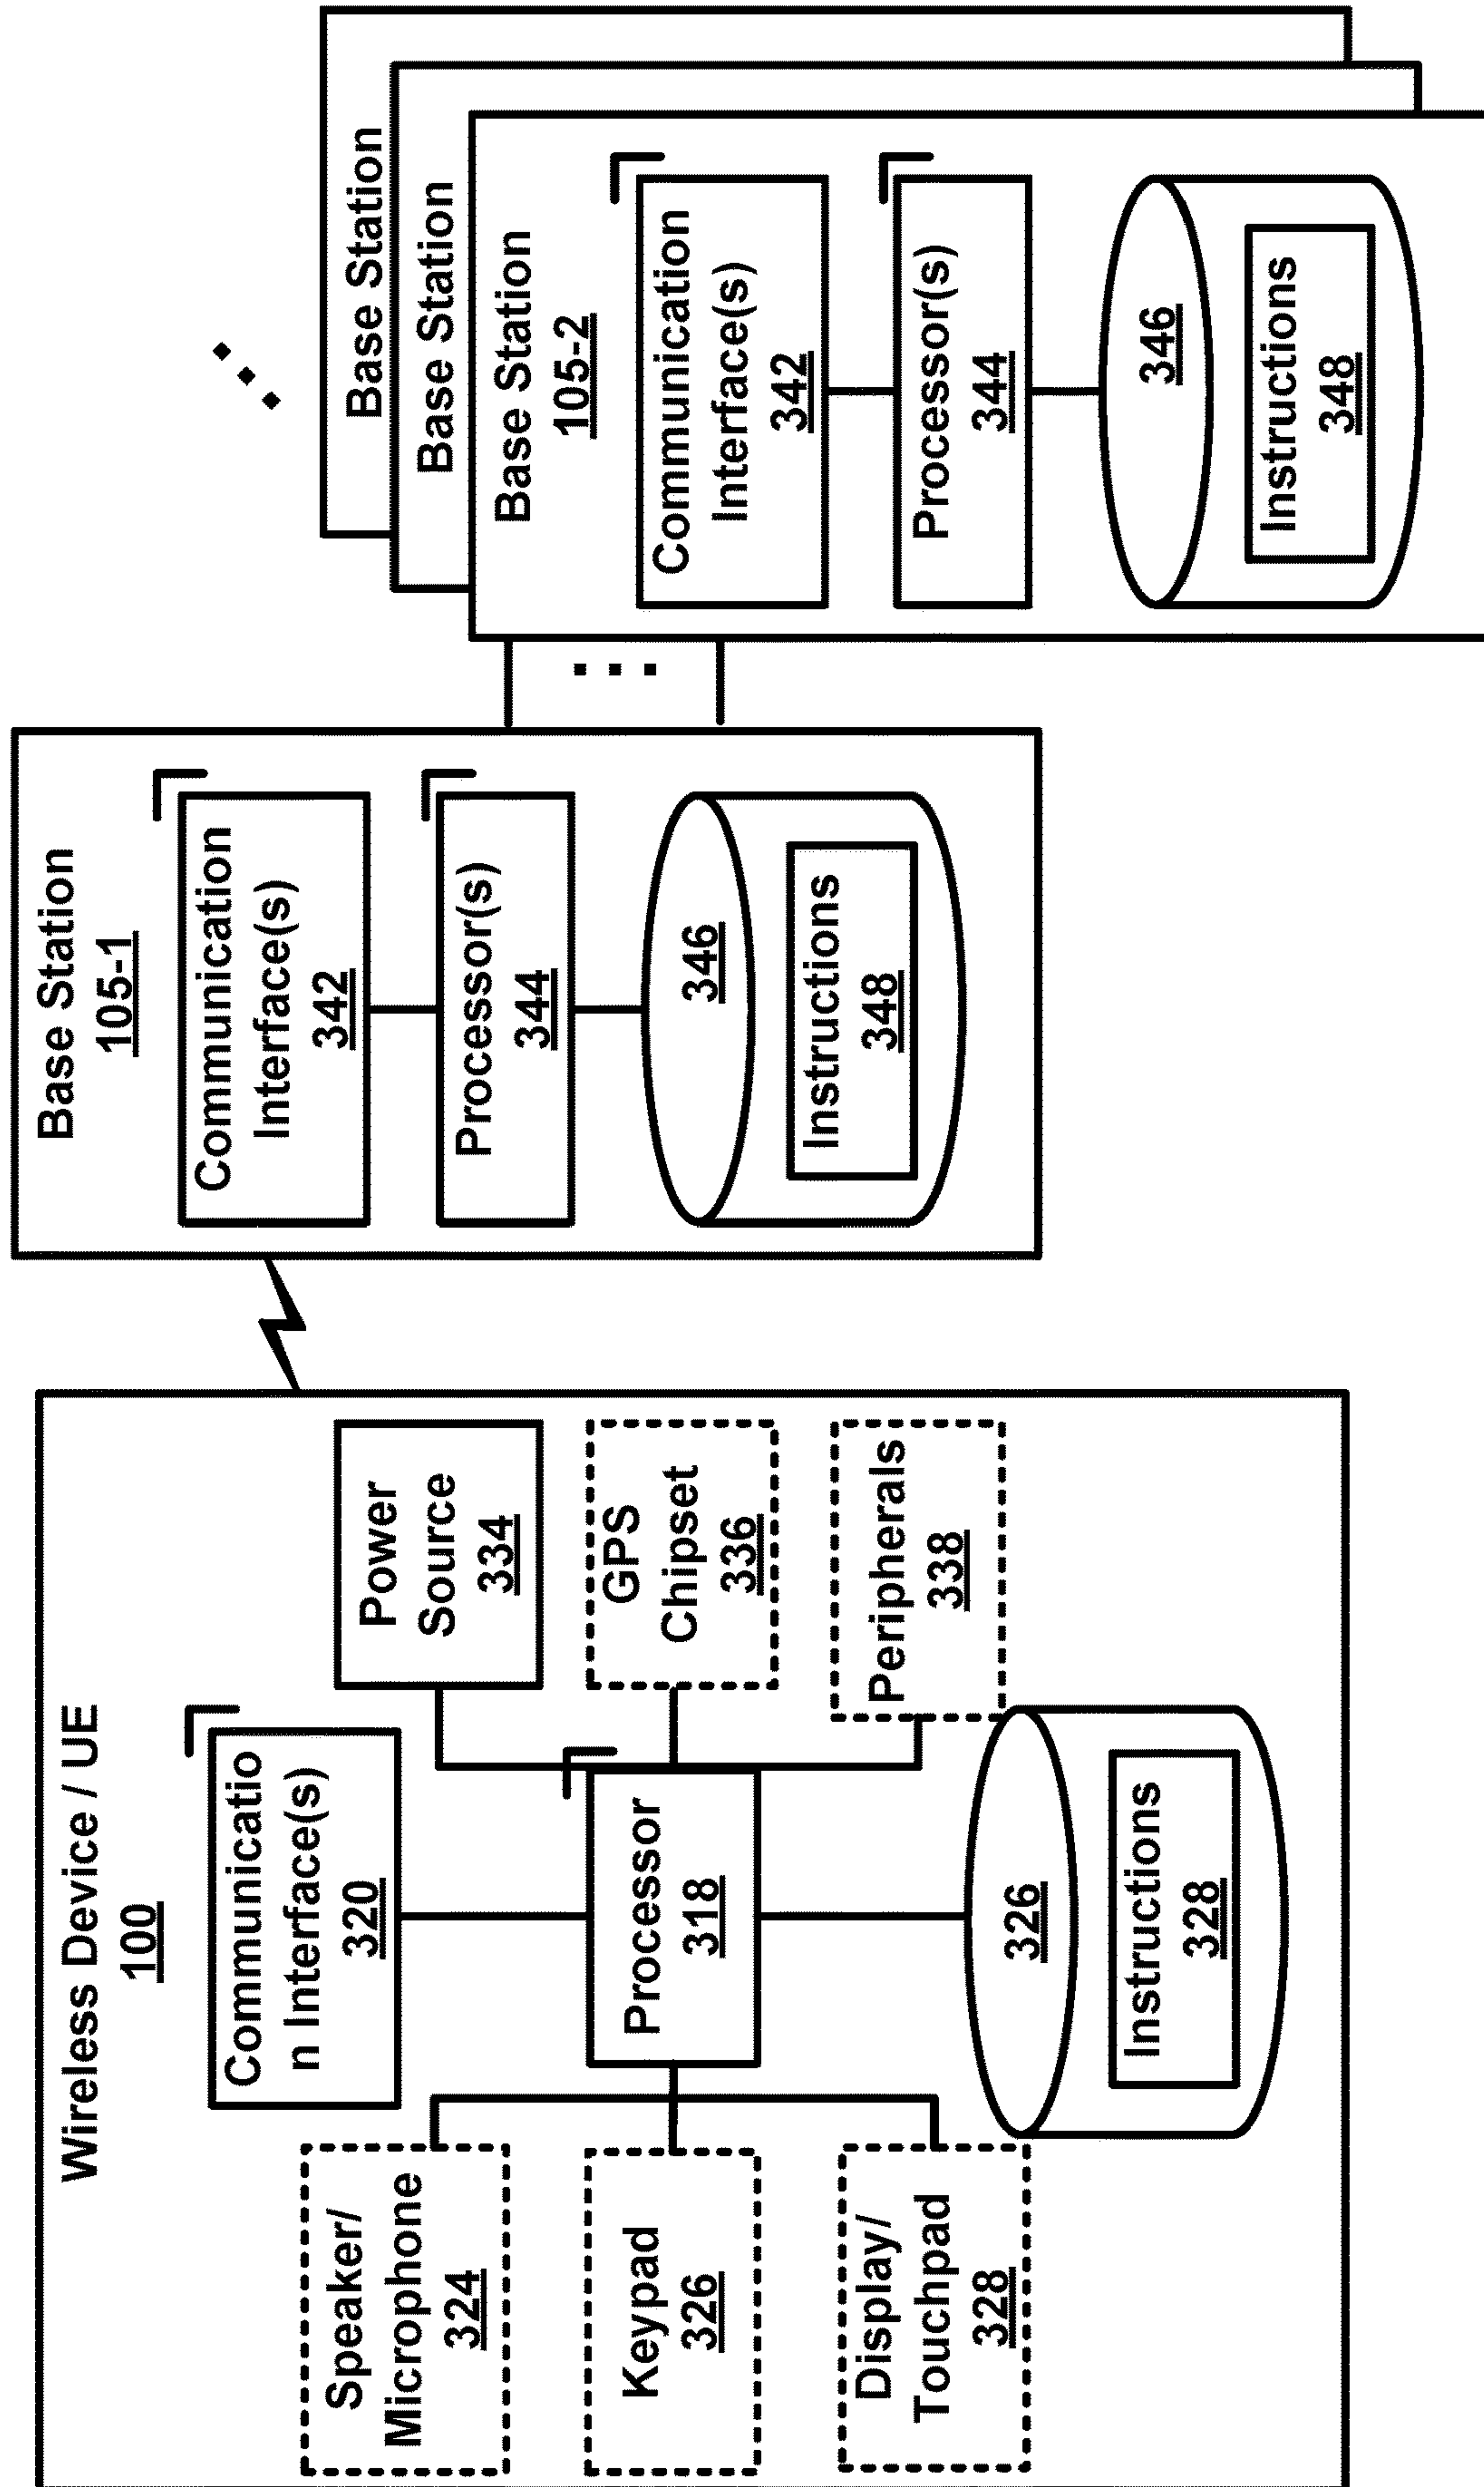 Wireless Device / UE
100
Speaker/
Microphone
324
Keypad
326
Display/
Touchpad
328
Communicatio
n Interface(s)
320
Processor
318
326
Instructions
328
Power
Source
334
GPS
Chipset
336
Peripherals
338
Base Station
105-1
Communication
Interface(s)
342
Processor(s)
344
346
Instructions
348
Base Station
Base Station
Base Station
105-2
Communication
Interface(s)
342
Processor(s)
344
346
Instructions
348